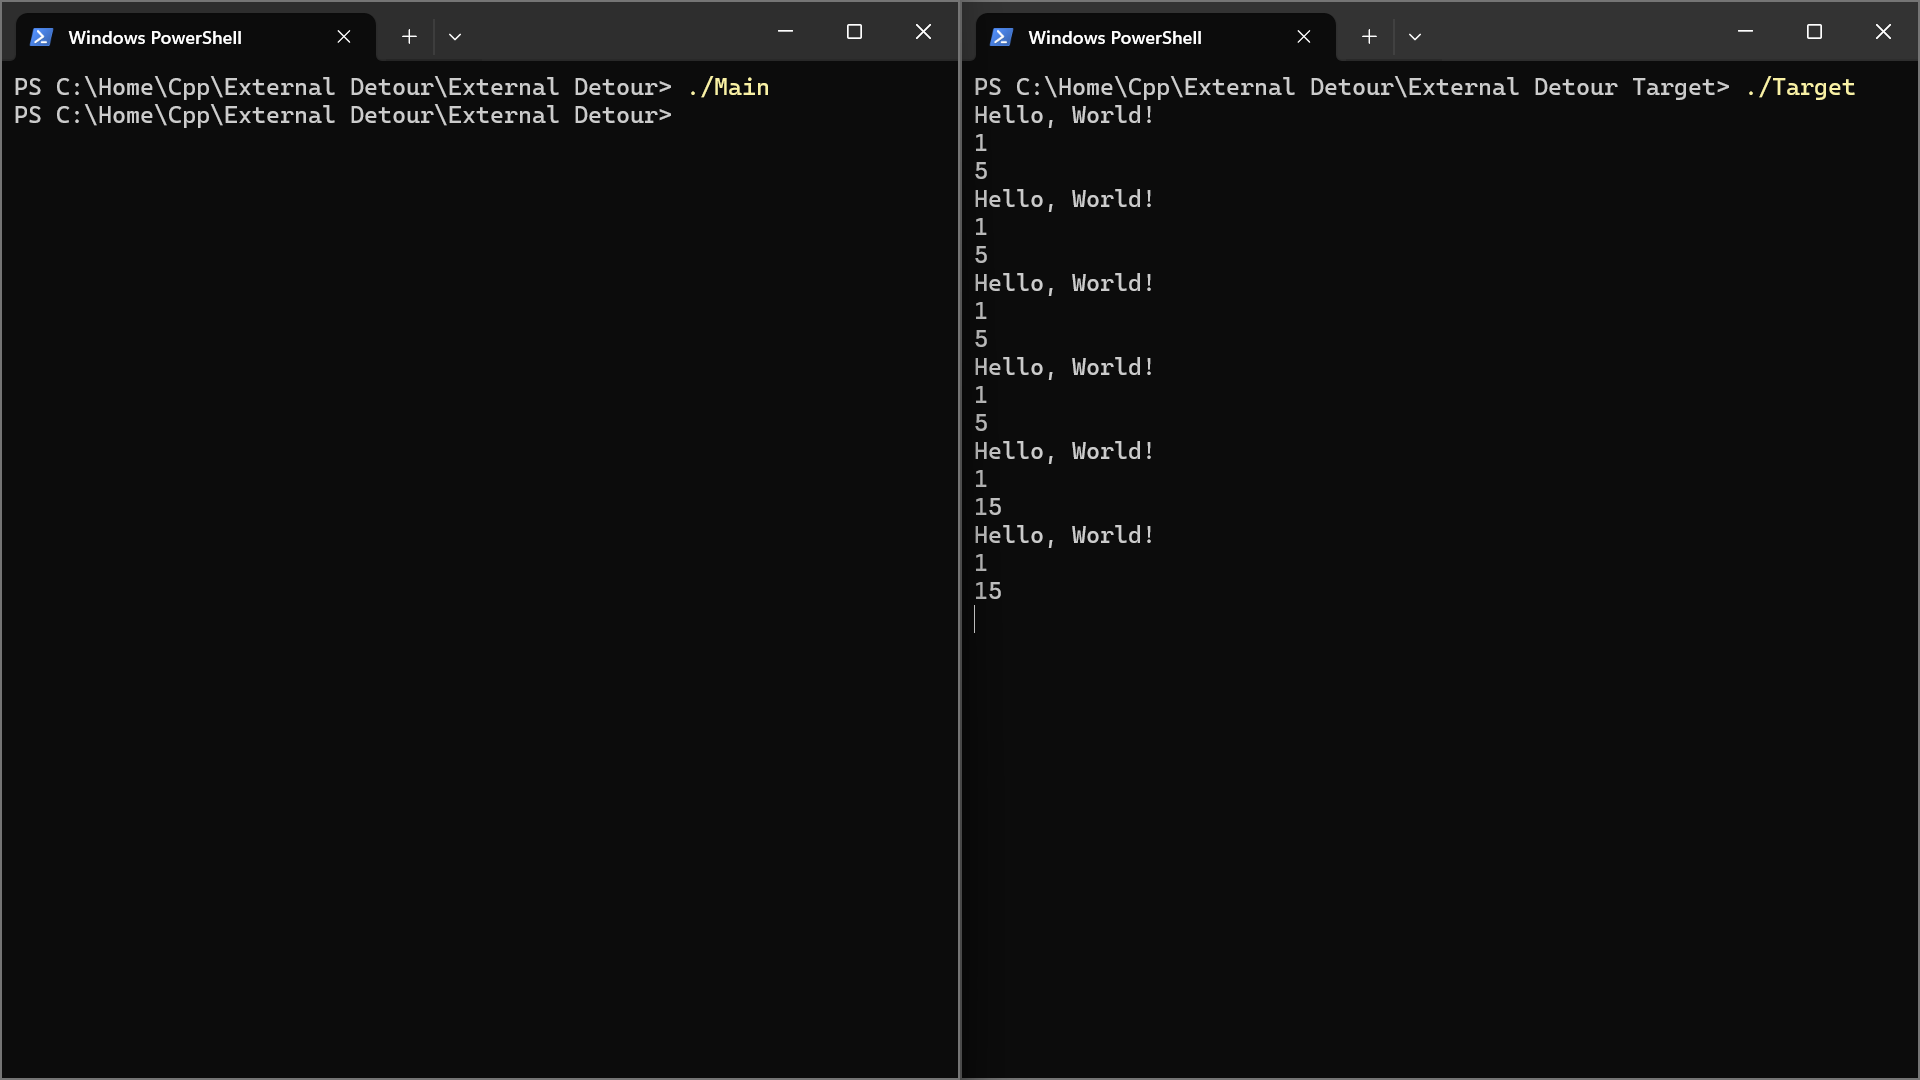 Windows PowerShell
PS C:\Home\Cpp\External Detour\External Detour> ./Main
PS C:\Home\Cpp\External Detour\External Detour>
Windows PowerShell
PS C:\Home\Cpp\External Detour\External Detour Target> ./Target
Hello, World!
1
5
Hello, World!
1
5
Hello, World!
1
5
Hello, World!
1
5
Hello, World!
1
15
Hello, World!
1
15